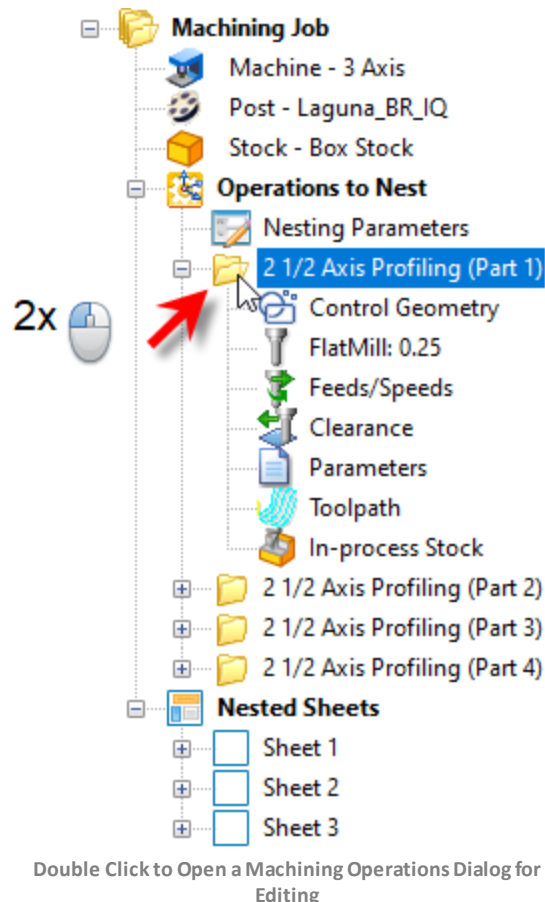 Machining Job
Machine - 3 Axis
Post - Laguna_BR_IQ
Stock - Box Stock
Operations to Nest
Nesting Parameters
2 1/2 Axis Profiling (Part 1)
2x
Control Geometry
FlatMill: 0.25
Feeds/Speeds
Clearance
Parameters
Toolpath
In-process Stock
2 1/2 Axis Profiling (Part 2)
2 1/2 Axis Profiling (Part 3)
2 1/2 Axis Profiling (Part 4)
Nested Sheets
Sheet 1
Sheet 2
Sheet 3
Double Click to Open a Machining Operations Dialog for
Editing